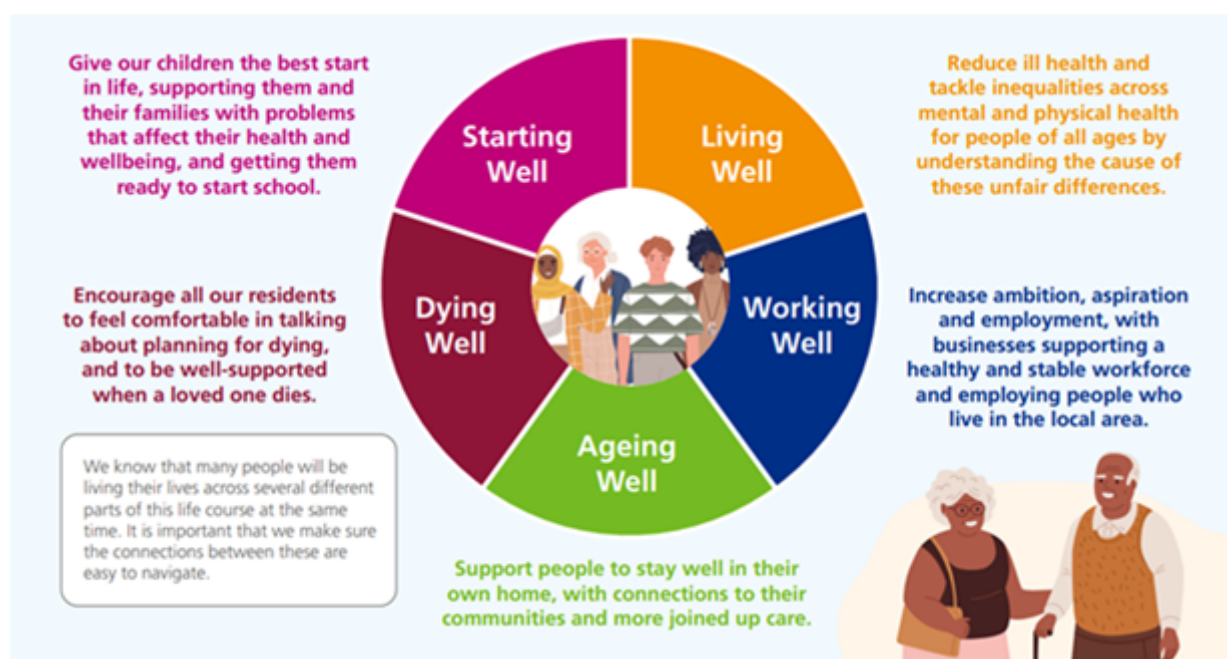 Give our children the best start
in life, supporting them and
their families with problems
that affect their health and
wellbeing, and getting them
ready to start school.
Starting
Well
Living
Well
Reduce ill health and
tackle inequalities across
mental and physical health
for people of all ages by
understanding the cause of
these unfair differences.
Encourage all our residents
to feel comfortable in talking
about planning for dying,
and to be well-supported
when a loved one dies.
Dying
Well
Working
Well
Increase ambition, aspiration
and employment, with
businesses supporting a
healthy and stable workforce
and employing people who
live in the local area.
Ageing
Well
We know that many people will be
living their lives across several different
parts of this life course at the same
time. It is important that we make sure
the connections between these are
easy to navigate.
Support people to stay well in their
own home, with connections to their
communities and more joined up care.